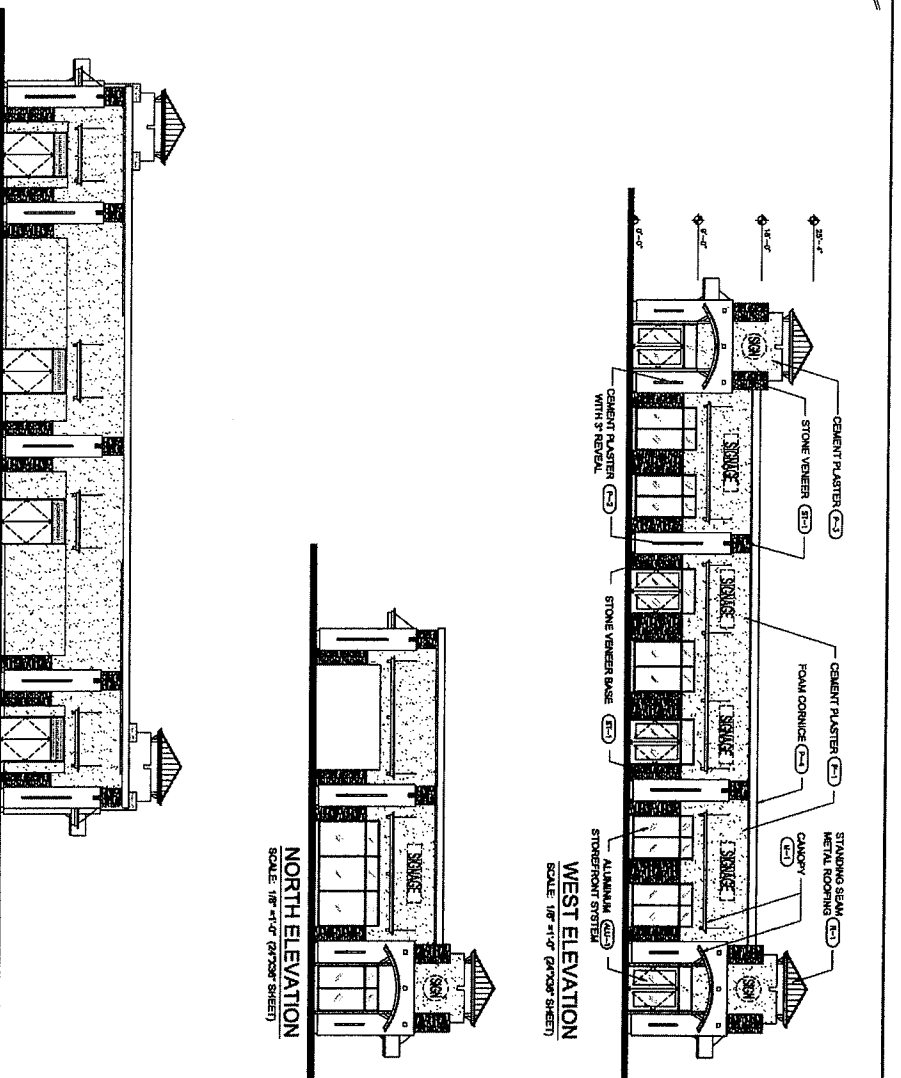 25'-4"
18'-0"
9'-0"
0'-0"
CEMENT PLASTER P-3
STONE VENEER ST-1
CEMENT PLASTER P-1
FOAM CORNICE P-4
CANOPY
M-1
STANDING SEAM
METAL ROOFING R-1
SIGN
SIGNAGE
SIGNAGE
SIGNAGE
SIGNAGE
SIGN
CEMENT PLASTER
WITH 3" REVEAL P-2
STONE VENEER BASE ST-1
ALUMINUM ALU-1
STOREFRONT SYSTEM
WEST ELEVATION
SCALE: 1/8" =1'-0" (24"X36" SHEET)
SIGNAGE
SIGN
NORTH ELEVATION
SCALE: 1/8" =1'-0" (24"X36" SHEET)